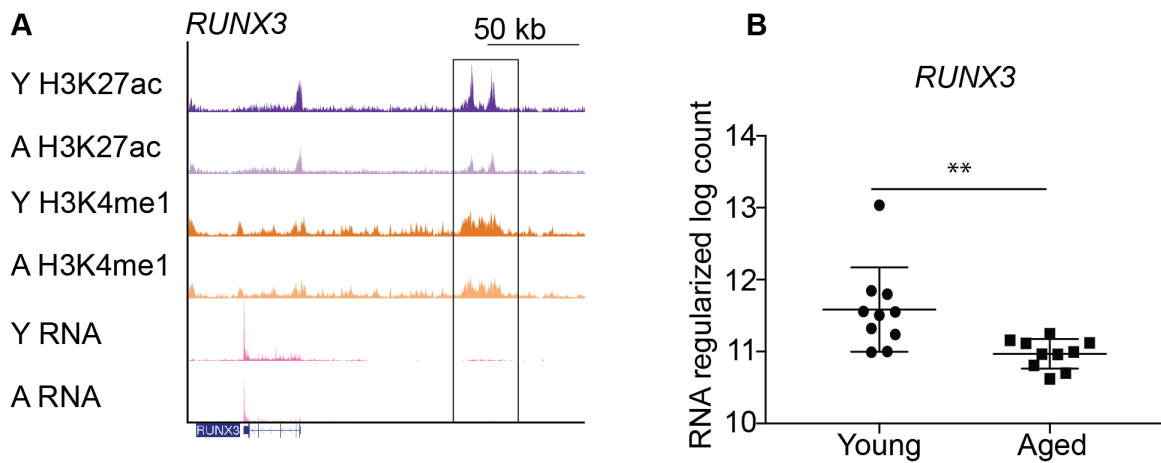 A
RUNX3
50 kb
Y H3K27ac
A H3K27ac
Y H3K4me1
A H3K4me1
Y RNA
A RNA
RUNX3
B
RUNX3
RNA regularized log count
14
13
12
11
10
**
Young
Aged